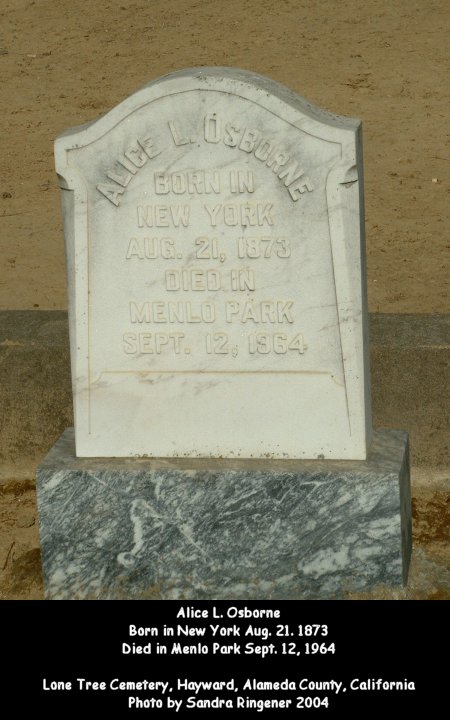 ALICE L. OSBORNE
BORN IN
NEW YORK
AUG. 21, 1873
DIED IN
MENLO PARK
SEPT. 12, 1964
Alice L. Osborne
Born in New York Aug. 21. 1873
Died in Menlo Park Sept. 12, 1964
Lone Tree Cemetery, Hayward, Alameda County, California
Photo by Sandra Ringener 2004